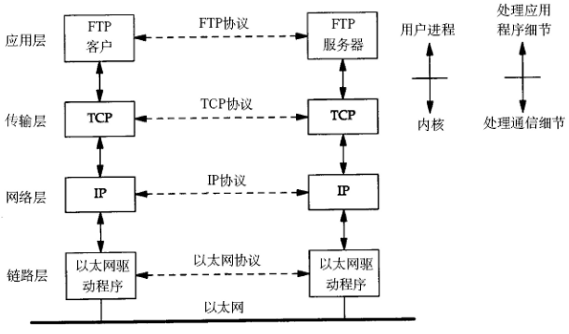 应用层
FTP
客户
FTP协议
FTP
服务器
用户进程
内核
处理应用
程序细节
处理通信细节
传输层
TCP
TCP协议
TCP
网络层
IP
IP协议
IP
链路层
以太网驱
动程序
以太网协议
以太网驱
动程序
以太网